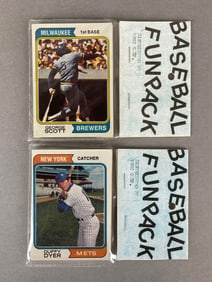 MILWAUKEE
1st BASE
GEORGE
SCOTT
BREWERS
BASEBALL
FUNPACK
NEW YORK
CATCHER
DUFFY
DYER
METS
BASEBALL
FUNPACK